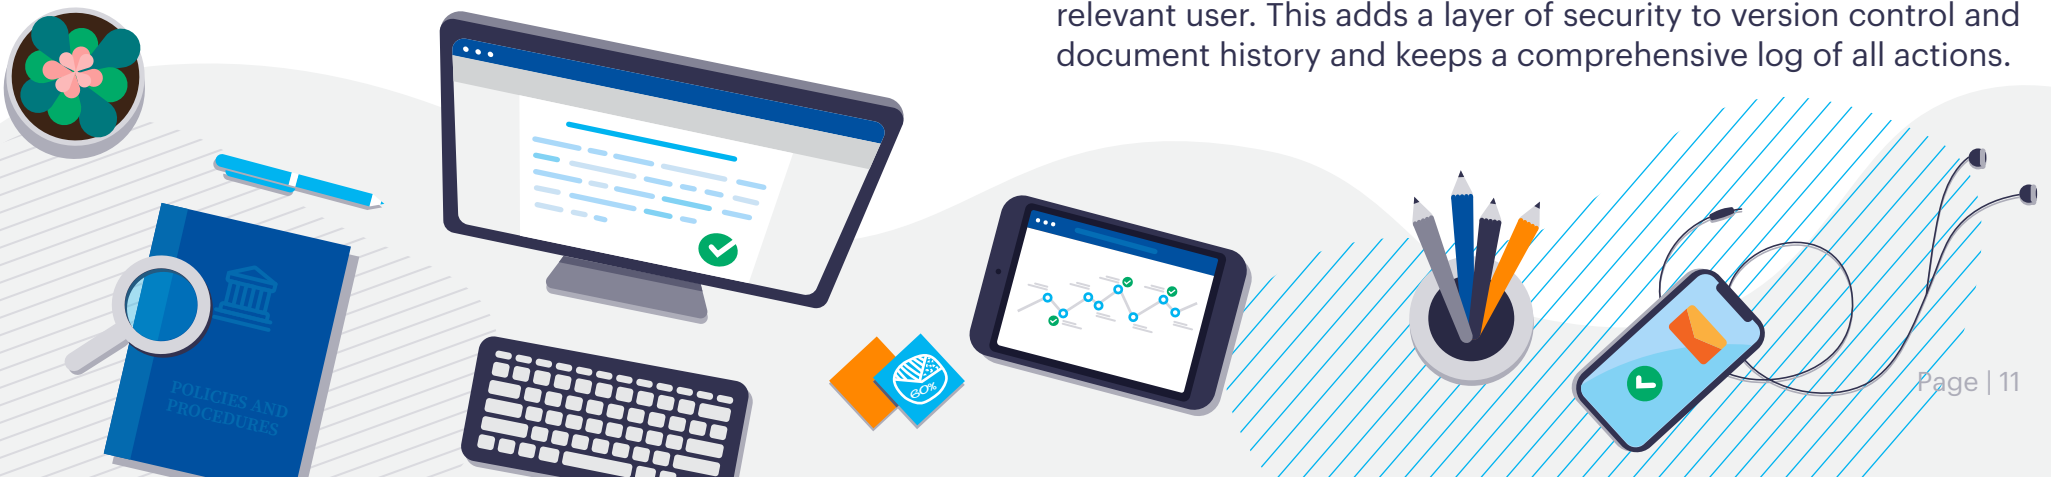 relevant user. This adds a layer of security to version control and
document history and keeps a comprehensive log of all actions.
POLICIES AND
PROCEDURES
60%
Page | 11